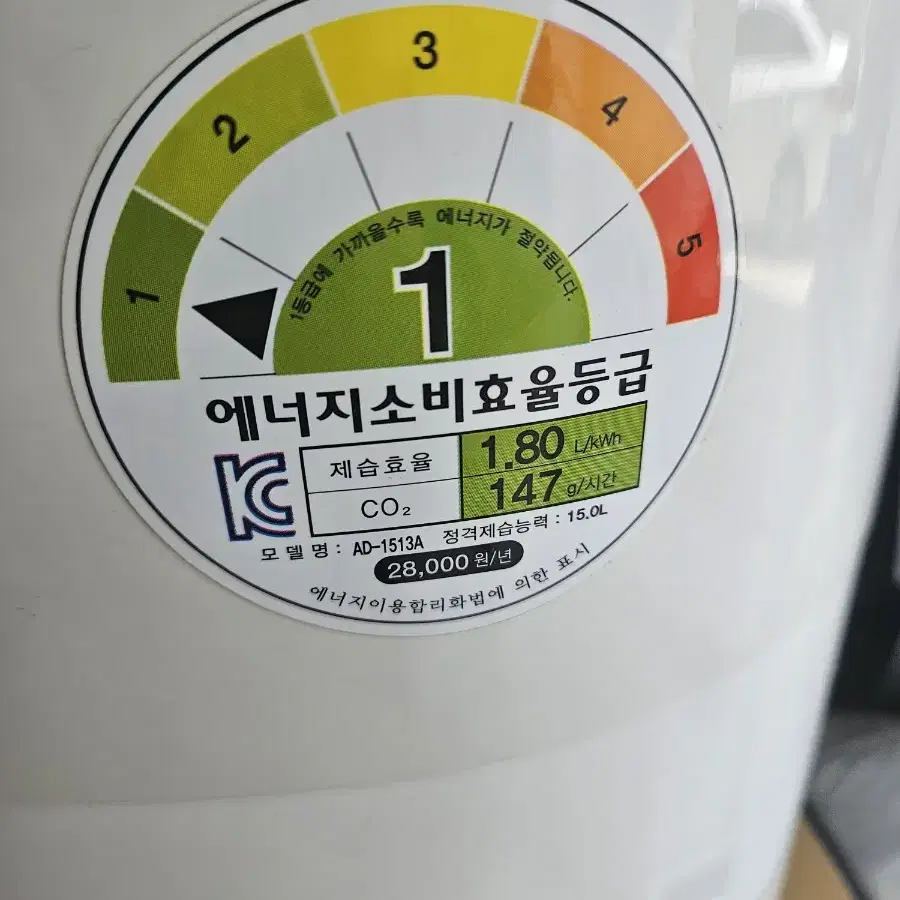 1
2
3
4
5
1등급에 가까울수록 에너지가 절약됩니다.
1
에너지소비효율등급
제습효율 1.80 L/kWh
CO₂ 147 g/시간
모델명 : AD-1513A 정격제습능력 : 15.0L
28,000 원/년
에너지이용합리화법에 의한 표시